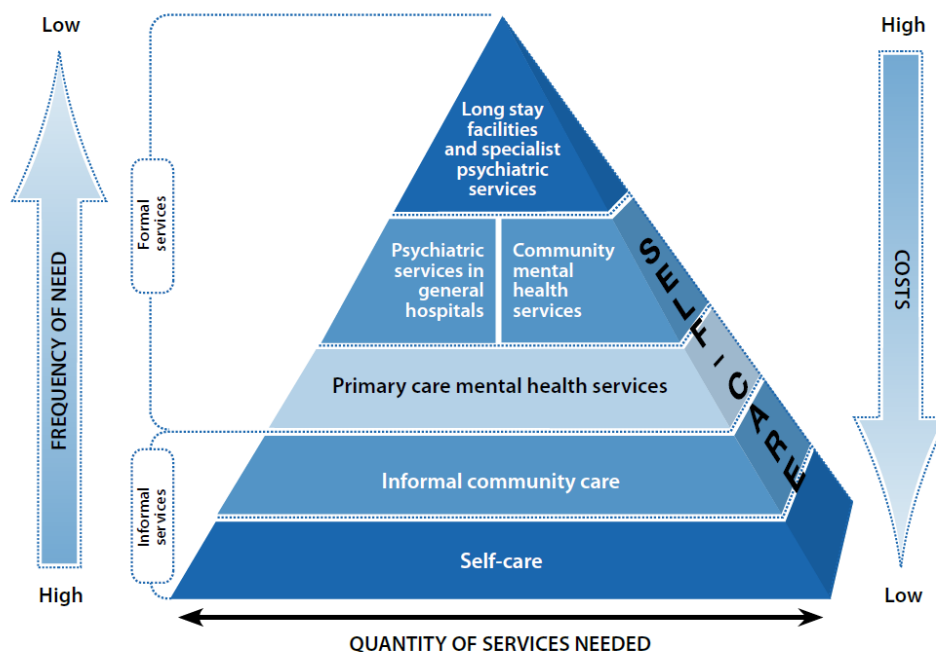 Low
High
Long stay
facilities
and specialist
psychiatric
services
Formal
services
Psychiatric
services in
general
hospitals
Community
mental
health
services
SELF-CARE
FREQUENCY OF NEED
COSTS
Primary care mental health services
Informal community care
Informal
services
Self-care
High
Low
QUANTITY OF SERVICES NEEDED